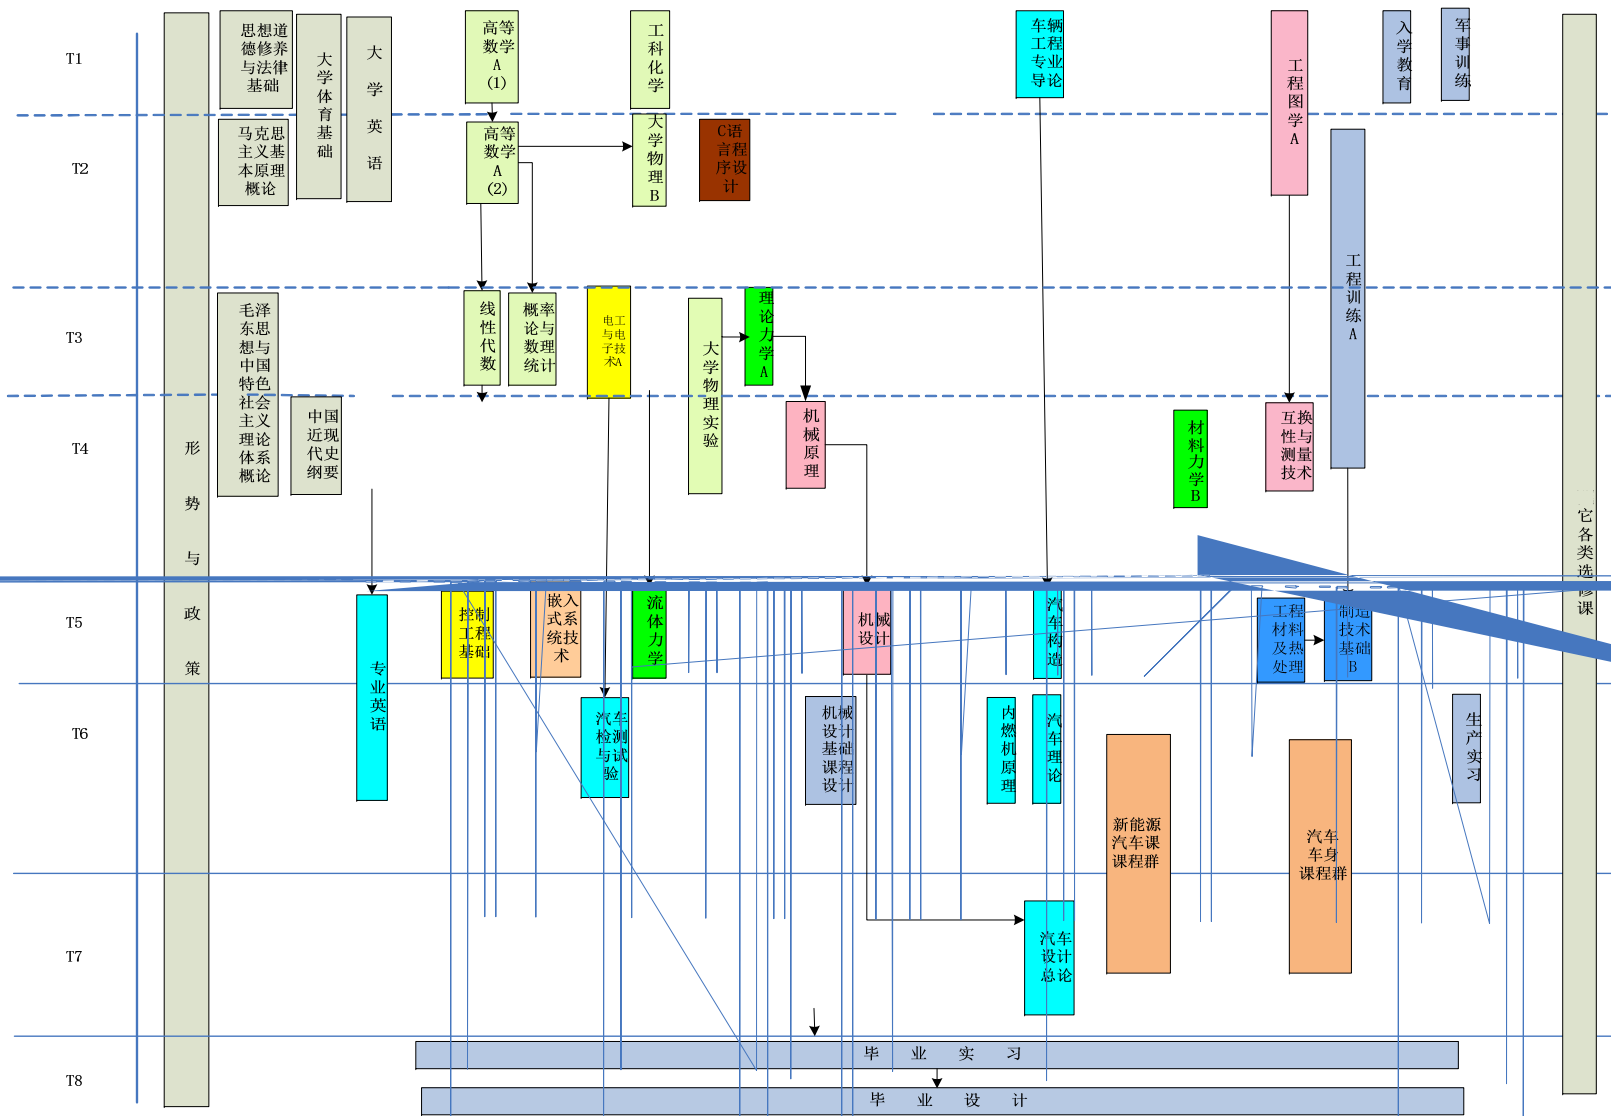 T1
思想道
德修养
与法律
基础
大学体育基础
大学英语
高等
数学
A
(1)
工科化学
车辆
工程
专业
导论
工程图学A
入学教育
军事训练
T2
马克思
主义基
本原理
概论
高等
数学
A
(2)
大学物理B
C语
言程
序设
计
工程训练A
T3
毛泽
东思
想与
中国
特色
社会
主义
理论
体系
概论
线性代数
概率
论与
数理
统计
电工
与电
子技
术A
大学物理实验
理论力学A
T4
中国
近现
代史
纲要
机械原理
材料力学B
互换
性与
测量
技术
形势与政策
它各类选修课
T5
专业英语
控制
工程
基础
嵌入
式系
统技
术
流体力学
机械
设计
汽车构造
工程
材料
及热
处理
制造
技术
基础
B
T6
汽车
检测
与试
验
机械
设计
基础
课程
设计
内燃机原理
汽车理论
新能源
汽车课
课程群
汽车
车身
课程群
生产实习
T7
汽车
设计
总论
T8
毕业实习
毕业设计